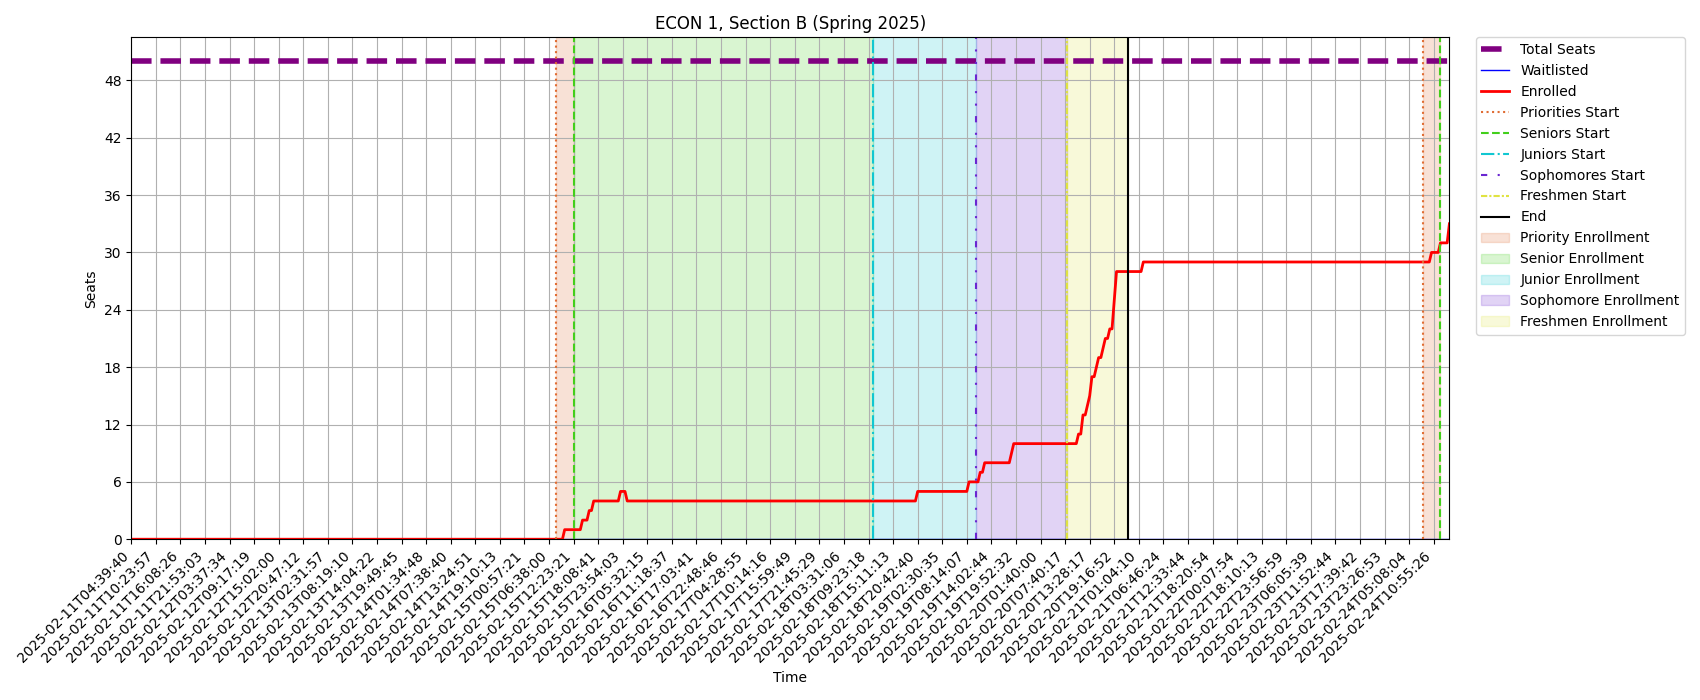 ECON 1, Section B (Spring 2025)
Seats
48
42
36
30
24
18
12
6
0
2025-02-11T04:39:40
2025-02-11T10:23:57
2025-02-11T16:08:26
2025-02-11T21:53:03
2025-02-12T03:37:34
2025-02-12T09:17:19
2025-02-12T15:02:00
2025-02-12T20:47:12
2025-02-13T02:31:57
2025-02-13T08:19:10
2025-02-13T14:04:22
2025-02-13T19:49:45
2025-02-14T01:34:48
2025-02-14T07:38:40
2025-02-14T13:24:51
2025-02-14T19:10:13
2025-02-15T00:57:21
2025-02-15T06:38:00
2025-02-15T12:23:21
2025-02-15T18:08:41
2025-02-15T23:54:03
2025-02-16T05:32:15
2025-02-16T11:18:37
2025-02-16T17:03:41
2025-02-16T22:48:46
2025-02-17T04:28:55
2025-02-17T10:14:16
2025-02-17T15:59:49
2025-02-17T21:45:29
2025-02-18T03:31:06
2025-02-18T09:23:18
2025-02-18T15:11:13
2025-02-18T20:42:40
2025-02-19T02:30:35
2025-02-19T08:14:07
2025-02-19T14:02:44
2025-02-19T19:52:32
2025-02-20T01:40:00
2025-02-20T07:40:17
2025-02-20T13:28:17
2025-02-20T19:16:52
2025-02-21T01:04:10
2025-02-21T06:46:24
2025-02-21T12:33:44
2025-02-21T18:20:54
2025-02-22T00:07:54
2025-02-22T18:10:13
2025-02-22T23:56:59
2025-02-23T06:05:39
2025-02-23T11:52:44
2025-02-23T17:39:42
2025-02-23T23:26:53
2025-02-24T05:08:04
2025-02-24T10:55:26
Time
Total Seats
Waitlisted
Enrolled
Priorities Start
Seniors Start
Juniors Start
Sophomores Start
Freshmen Start
End
Priority Enrollment
Senior Enrollment
Junior Enrollment
Sophomore Enrollment
Freshmen Enrollment